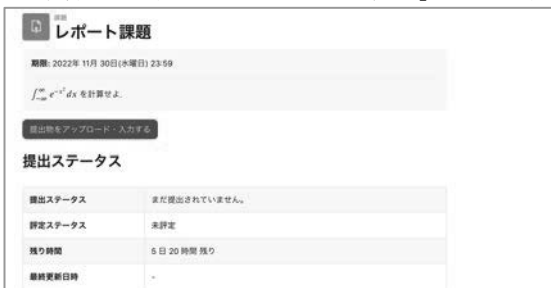 課題
レポート課題
期限: 2022年 11月 30日(水曜日) 23:59
∫_{-∞}^{∞} e^{-x^2} dx を計算せよ.
提出物をアップロード・入力する
提出ステータス
提出ステータス まだ提出されていません。
評定ステータス 未評定
残り時間 5 日 20 時間 残り
最終更新日時 -